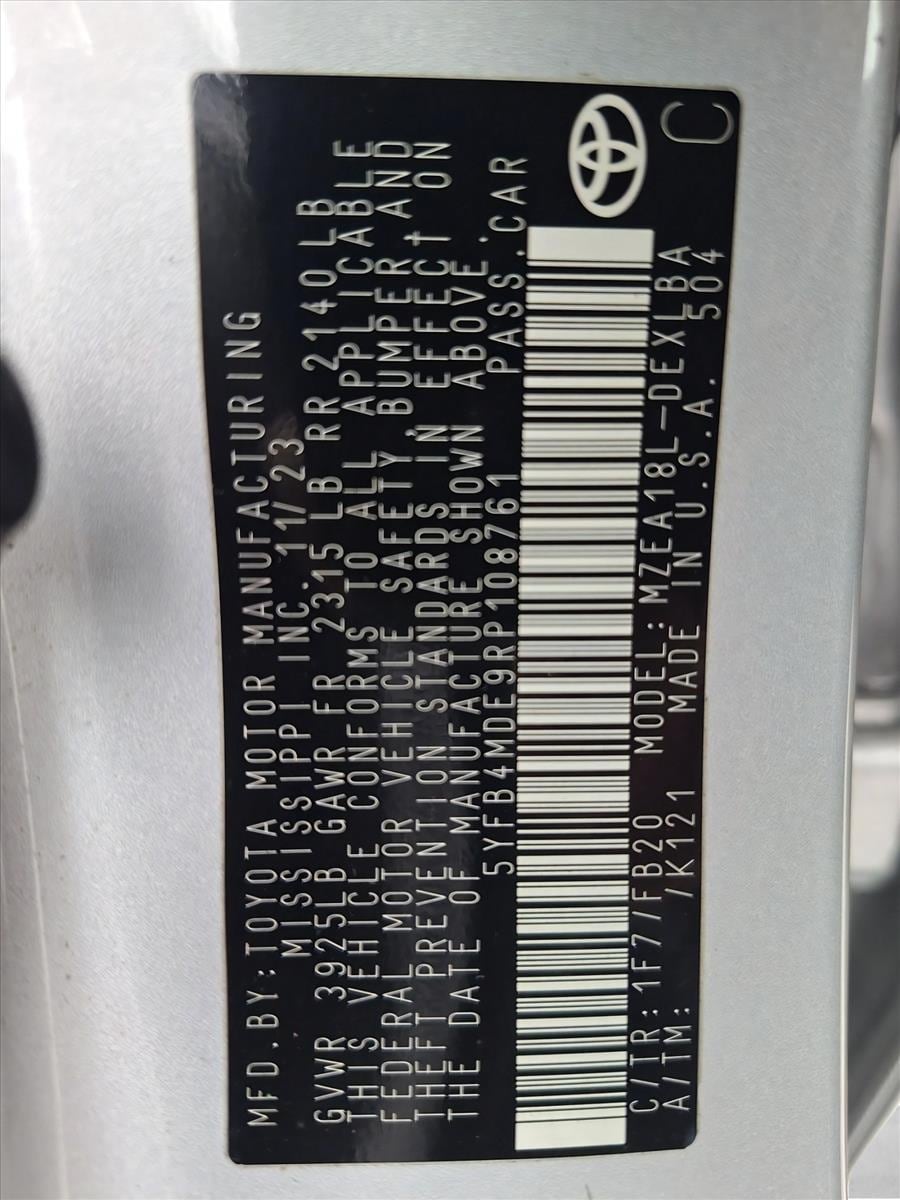 MFD.BY:TOYOTA MOTOR MANUFACTURING
MISSISSIPPI INC. 11/23
GVWR 3925LB GAWR FR 2315 LB RR 2140LB
THIS VEHICLE CONFORMS TO ALL APPLICABLE
FEDERAL MOTOR VEHICLE SAFETY, BUMPER AND
THEFT PREVENTION STANDARDS IN EFFECT ON
THE DATE OF MANUFACTURE SHOWN ABOVE.
5YFB4MDE9RP108761 PASS.CAR
C/TR:1F7/FB20 MODEL:MZEA18L-DEXLBA
A/TM: /K121 MADE IN U.S.A. 504
C